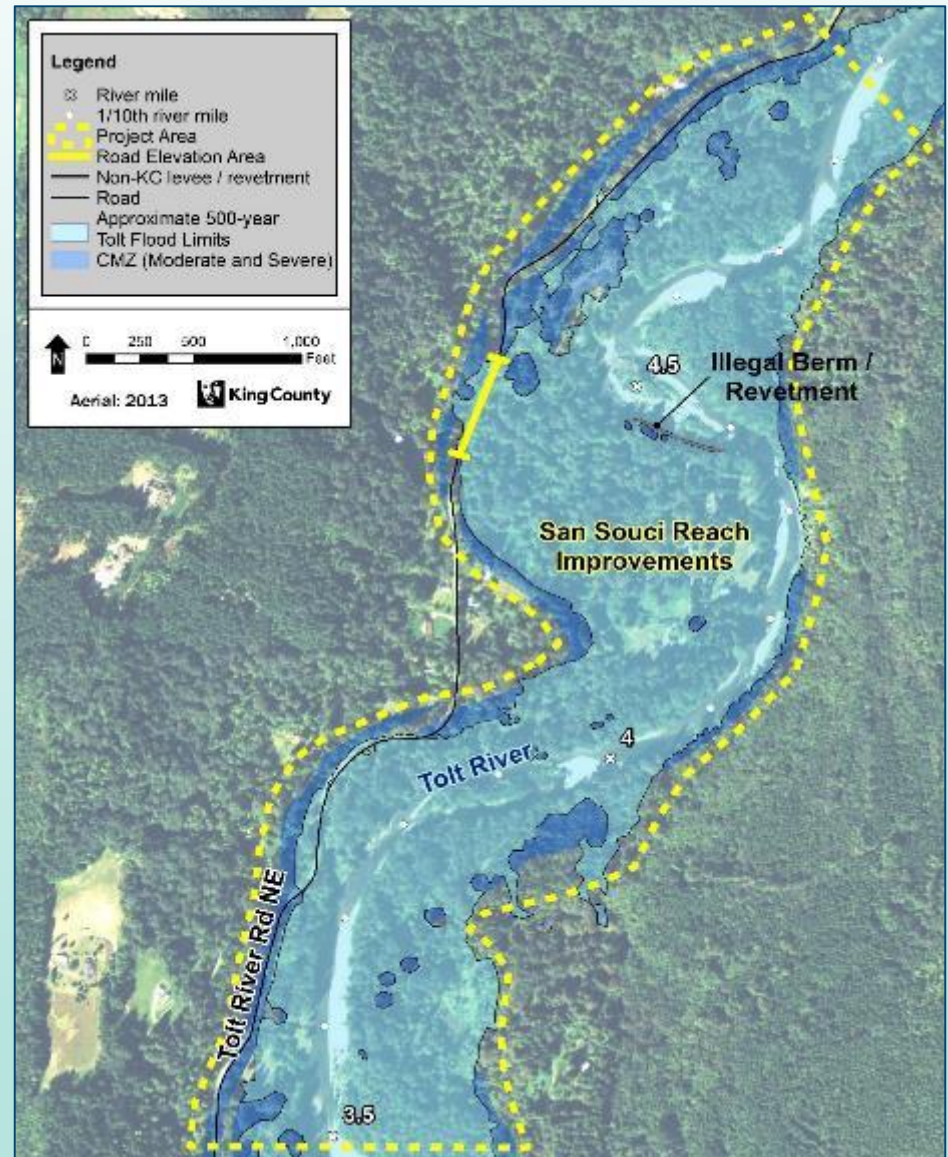 Legend
River mile
1/10th river mile
Project Area
Road Elevation Area
Non-KC levee / revetment
Road
Approximate 500-year
Tolt Flood Limits
CMZ (Moderate and Severe)
N
0 250 500 1,000
Feet
Aerial: 2013
King County
4.5
Illegal Berm /
Revetment
San Souci Reach
Improvements
4
Tolt River
Tolt River Rd NE
3.5